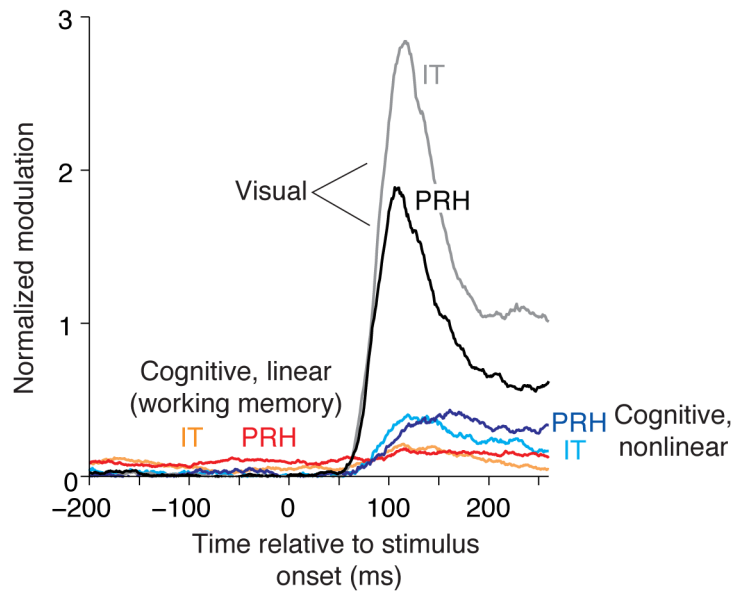 3
IT
2
Visual
PRH
Normalized modulation
1
Cognitive, linear
(working memory)
IT PRH
PRH Cognitive,
IT nonlinear
0
−200 −100 0 100 200
Time relative to stimulus
onset (ms)